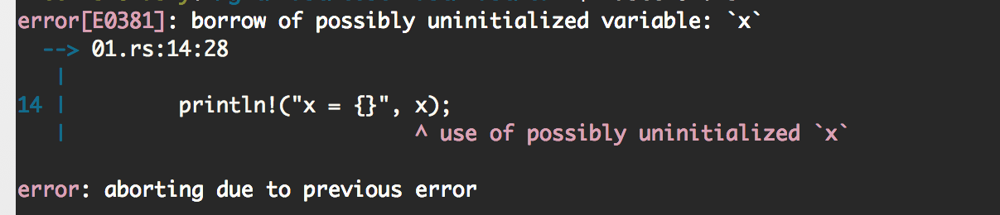 error[E0381]: borrow of possibly uninitialized variable: `x`
  --> 01.rs:14:28
   |
14 |         println!("x = {}", x);
   |                            ^ use of possibly uninitialized `x`
error: aborting due to previous error